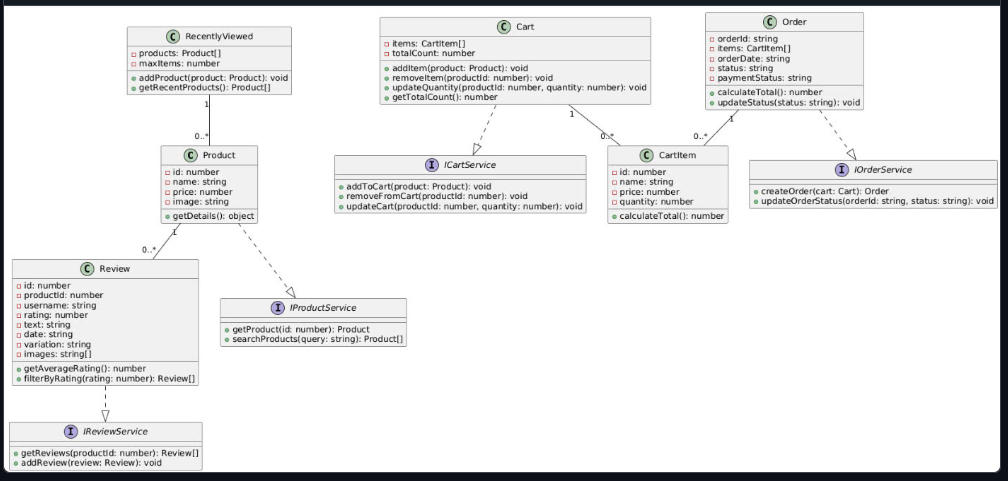 C RecentlyViewed
products: Product[]
maxItems: number
addProduct(product: Product): void
getRecentProducts(): Product[]
C Cart
items: CartItem[]
totalCount: number
addItem(product: Product): void
removeItem(productId: number): void
updateQuantity(productId: number, quantity: number): void
getTotalCount(): number
C Order
orderId: string
items: CartItem[]
orderDate: string
status: string
paymentStatus: string
calculateTotal(): number
updateStatus(status: string): void
1
0..*
1
0..*
1
0..*
C Product
id: number
name: string
price: number
image: string
getDetails(): object
I ICartService
addToCart(product: Product): void
removeFromCart(productId: number): void
updateCart(productId: number, quantity: number): void
C CartItem
id: number
name: string
price: number
quantity: number
calculateTotal(): number
I IOrderService
createOrder(cart: Cart): Order
updateOrderStatus(orderId: string, status: string): void
1
0..*
C Review
id: number
productId: number
username: string
rating: number
text: string
date: string
variation: string
images: string[]
getAverageRating(): number
filterByRating(rating: number): Review[]
I IProductService
getProduct(id: number): Product
searchProducts(query: string): Product[]
I IReviewService
getReviews(productId: number): Review[]
addReview(review: Review): void